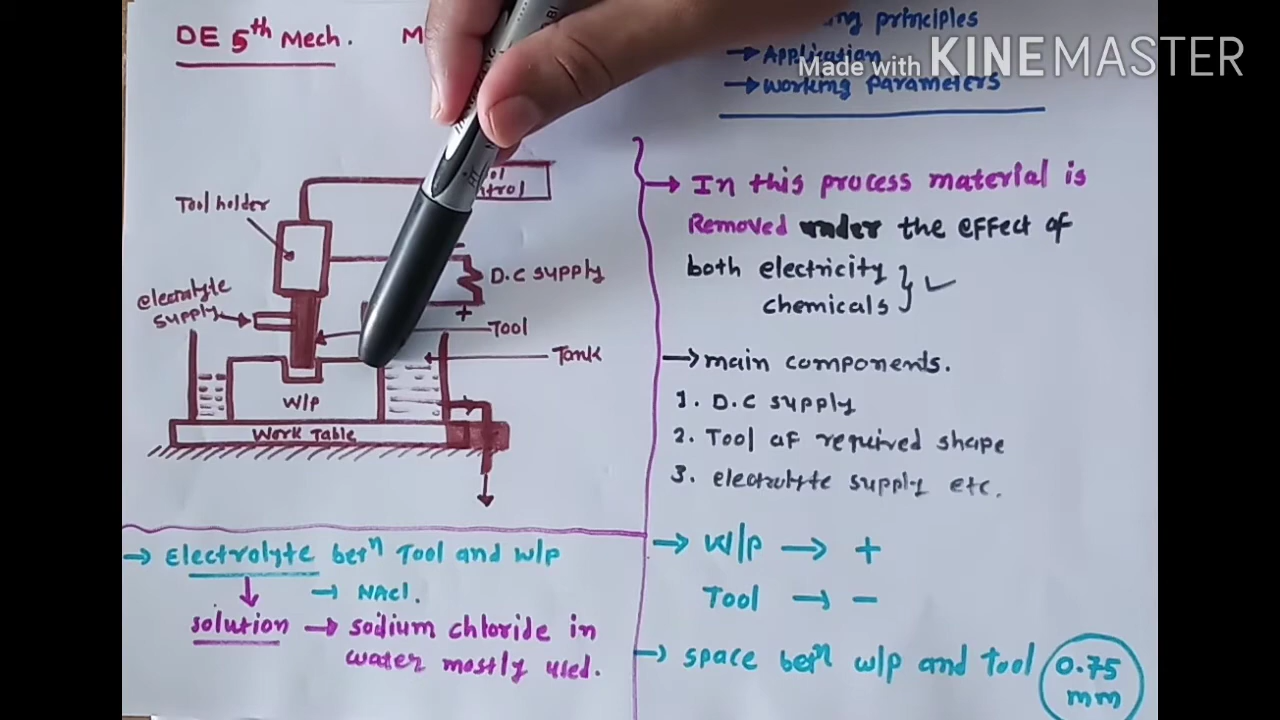 DE 5th Mech.
principles
→ Application
→ Working Parameters
Made with KINEMASTER
Tool holder
D.C supply
-
+
electrolyte
supply
Tool
Tank
W/P
Work Table
→ In this process material is
Removed under the effect of
both electricity
chemicals
→ main components.
1. D.C supply
2. Tool of required shape
3. electrolyte supply etc.
→ Electrolyte betn Tool and W/p
→ NAcl.
solution → sodium chloride in
water mostly used.
→ W/p → +
Tool → -
→ space betn w/p and Tool 0.75
mm